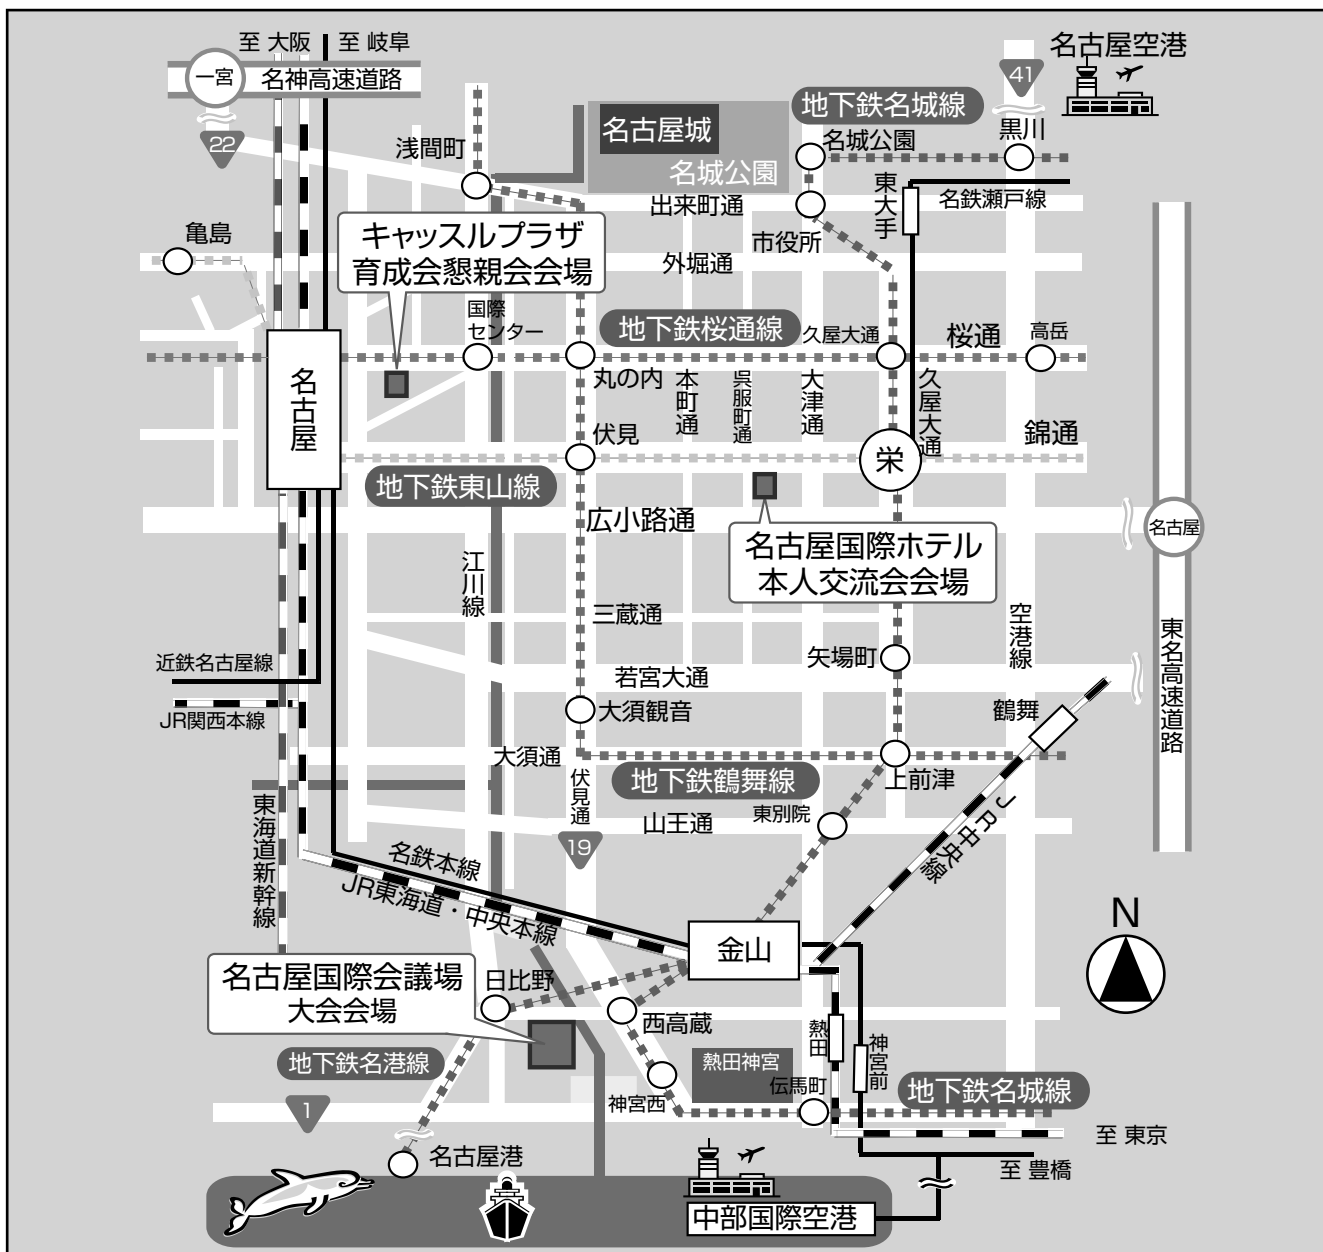 至 大阪
至 岐阜
名古屋空港
一宮
名神高速道路
41
地下鉄名城線
22
浅間町
名古屋城
名城公園
名城公園
黒川
東大手
名鉄瀬戸線
出来町通
市役所
亀島
キャッスルプラザ
育成会懇親会会場
外堀通
国際
センター
地下鉄桜通線
久屋大通
桜通
高岳
名古屋
丸の内
本町通
呉服町通
大津通
久屋大通
伏見
栄
錦通
地下鉄東山線
広小路通
名古屋国際ホテル
本人交流会会場
名古屋
江川線
三蔵通
空港線
東名高速道路
矢場町
近鉄名古屋線
若宮大通
JR関西本線
大須観音
鶴舞
大須通
伏見通
地下鉄鶴舞線
上前津
東海道新幹線
山王通
東別院
JR中央線
19
名鉄本線
JR東海道・中央本線
N
金山
名古屋国際会議場
大会会場
日比野
西高蔵
熱田
神宮前
地下鉄名港線
熱田神宮
神宮西
伝馬町
地下鉄名城線
1
至 東京
名古屋港
至 豊橋
中部国際空港